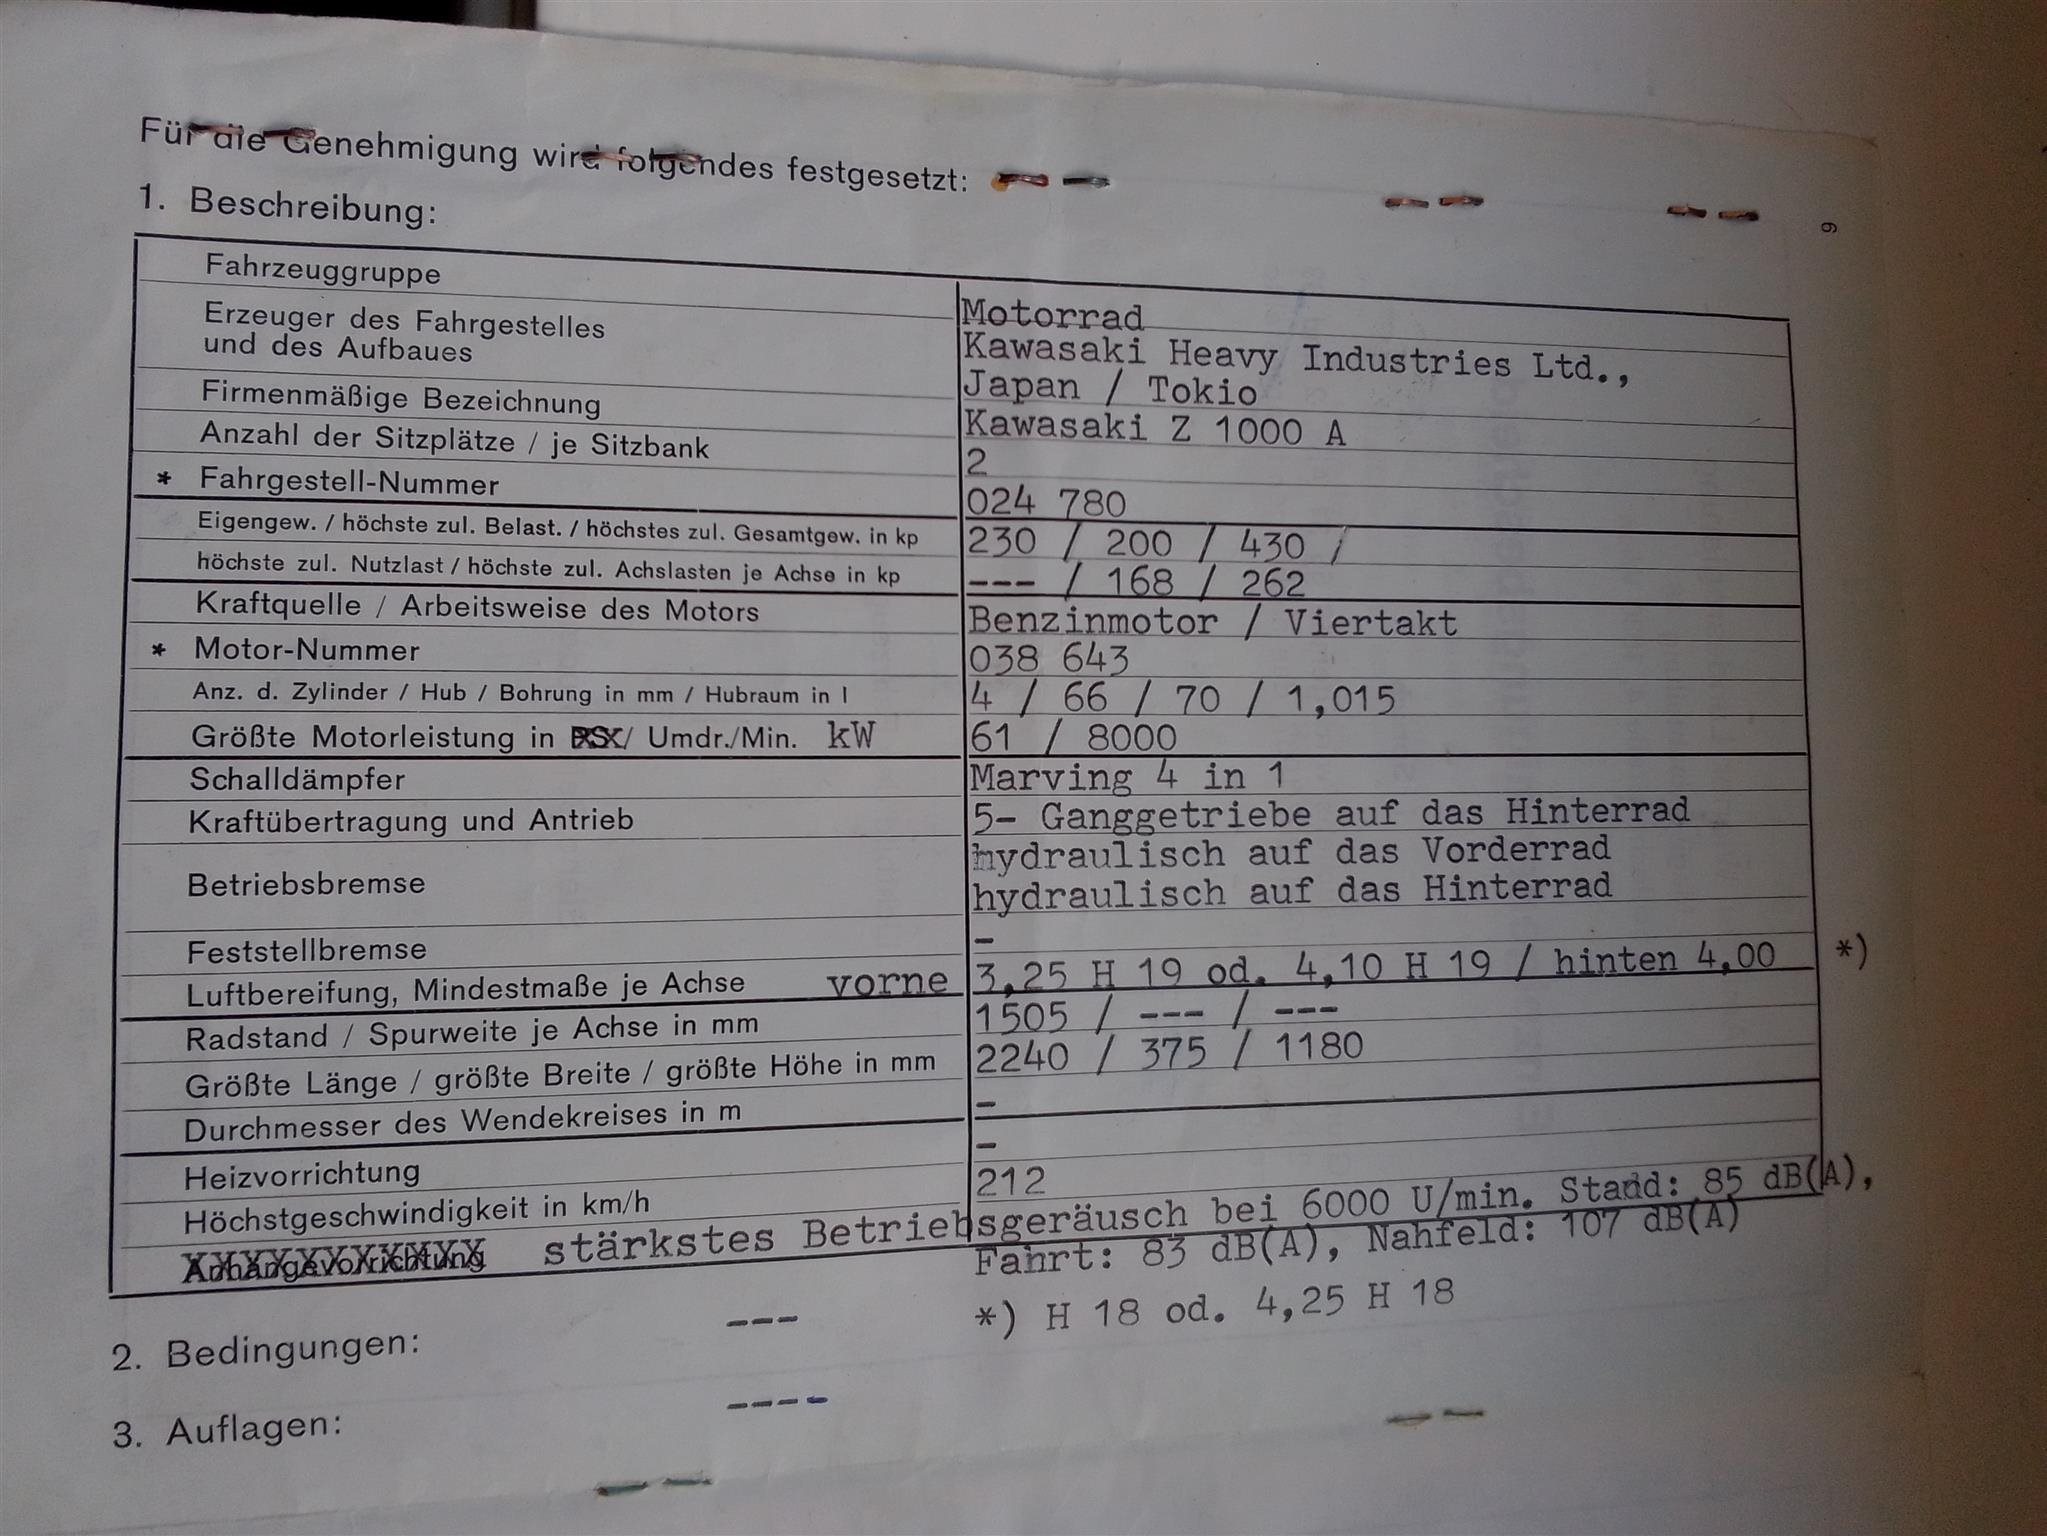 Für die Genehmigung wird folgendes festgesetzt:
1. Beschreibung:
6
Fahrzeuggruppe
Motorrad
Erzeuger des Fahrgestelles
und des Aufbaues
Kawasaki Heavy Industries Ltd.,
Japan / Tokio
Firmenmäßige Bezeichnung
Kawasaki Z 1000 A
Anzahl der Sitzplätze / je Sitzbank
2
* Fahrgestell-Nummer
024 780
Eigengew. / höchste zul. Belast. / höchstes zul. Gesamtgew. in kp
230 / 200 / 430 /
höchste zul. Nutzlast / höchste zul. Achslasten je Achse in kp
--- / 168 / 262
Kraftquelle / Arbeitsweise des Motors
Benzinmotor / Viertakt
* Motor-Nummer
038 643
Anz. d. Zylinder / Hub / Bohrung in mm / Hubraum in l
4 / 66 / 70 / 1,015
Größte Motorleistung in PS / Umdr./Min. kW
61 / 8000
Schalldämpfer
Marving 4 in 1
Kraftübertragung und Antrieb
5- Ganggetriebe auf das Hinterrad
Betriebsbremse
hydraulisch auf das Vorderrad
hydraulisch auf das Hinterrad
Feststellbremse
-
Luftbereifung, Mindestmaße je Achse vorne
3,25 H 19 od. 4,10 H 19 / hinten 4,00 *)
Radstand / Spurweite je Achse in mm
1505 / --- / ---
Größte Länge / größte Breite / größte Höhe in mm
2240 / 375 / 1180
Durchmesser des Wendekreises in m
-
Heizvorrichtung
-
Höchstgeschwindigkeit in km/h
212
Anhängevorrichtung stärkstes Betriebsgeräusch bei 6000 U/min. Stand: 85 dB(A),
Fahrt: 83 dB(A), Nahfeld: 107 dB(A)
*) H 18 od. 4,25 H 18
2. Bedingungen: ---
3. Auflagen: ----